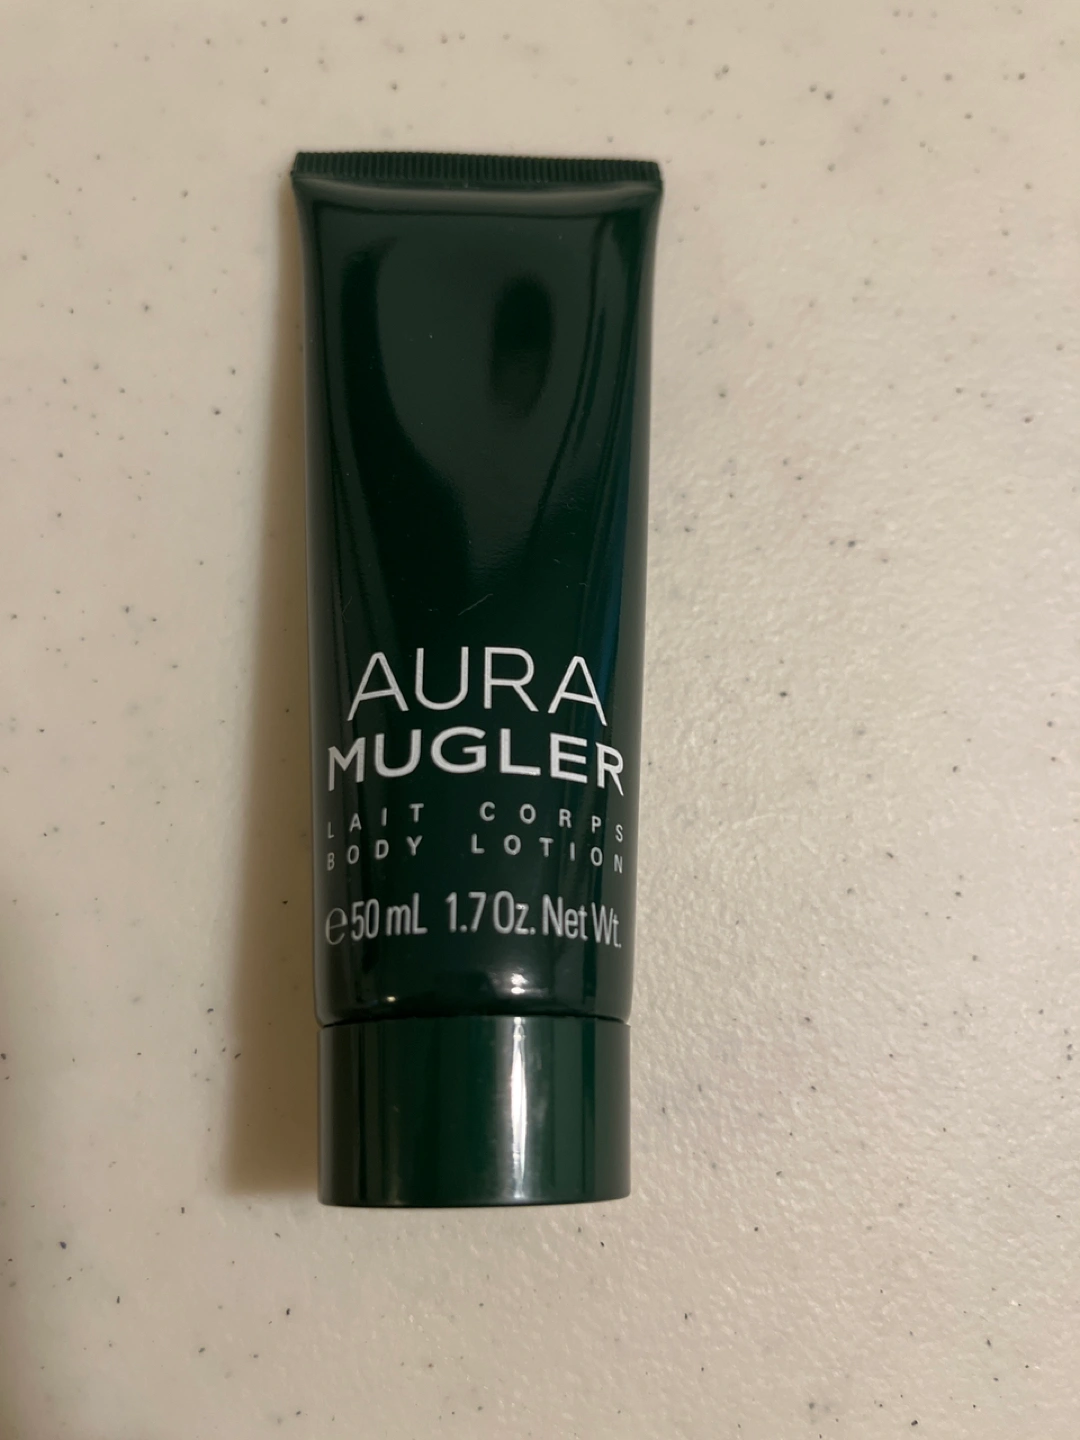 AURA
MUGLER
LAIT CORPS
BODY LOTION
℮50 mL 1.7 Oz. Net Wt.